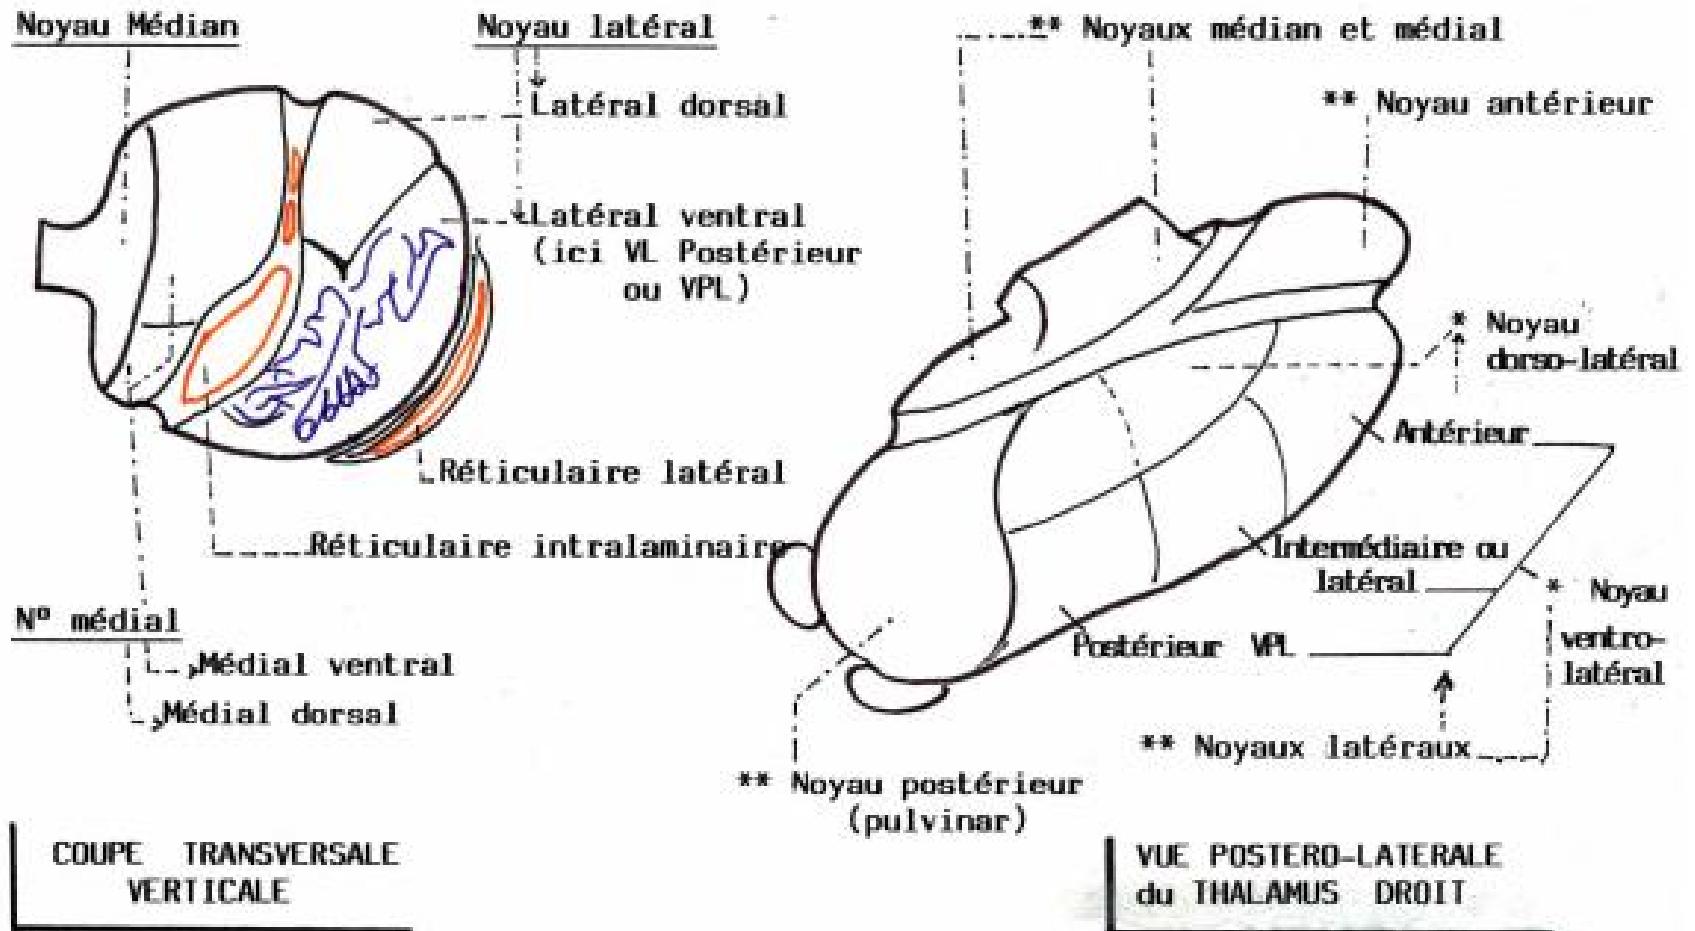 Noyau Médian
Noyau latéral
Latéral dorsal
Latéral ventral
(ici VL Postérieur
ou VPL)
Réticulaire latéral
Réticulaire intralaminaire
Nº médial
Médial ventral
Médial dorsal
COUPE TRANSVERSALE
VERTICALE
** Noyaux médian et médial
** Noyau antérieur
* Noyau
dorso-latéral
Antérieur
Intermédiaire ou
latéral
* Noyau
ventro-
latéral
Postérieur VPL
** Noyaux latéraux
** Noyau postérieur
(pulvinar)
VUE POSTERO-LATERALE
du THALAMUS DROIT